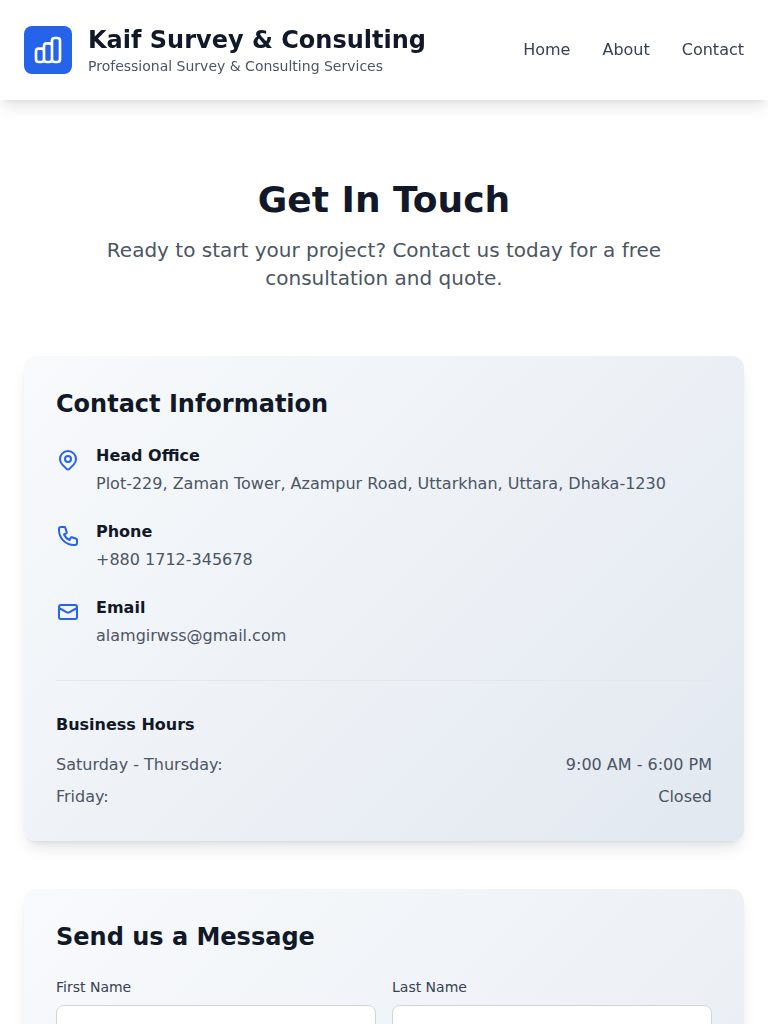 Kaif Survey & Consulting
Professional Survey & Consulting Services
Home About Contact
Get In Touch
Ready to start your project? Contact us today for a free
consultation and quote.
Contact Information
Head Office
Plot-229, Zaman Tower, Azampur Road, Uttarkhan, Uttara, Dhaka-1230
Phone
+880 1712-345678
Email
alamgirwss@gmail.com
Business Hours
Saturday - Thursday: 9:00 AM - 6:00 PM
Friday: Closed
Send us a Message
First Name Last Name